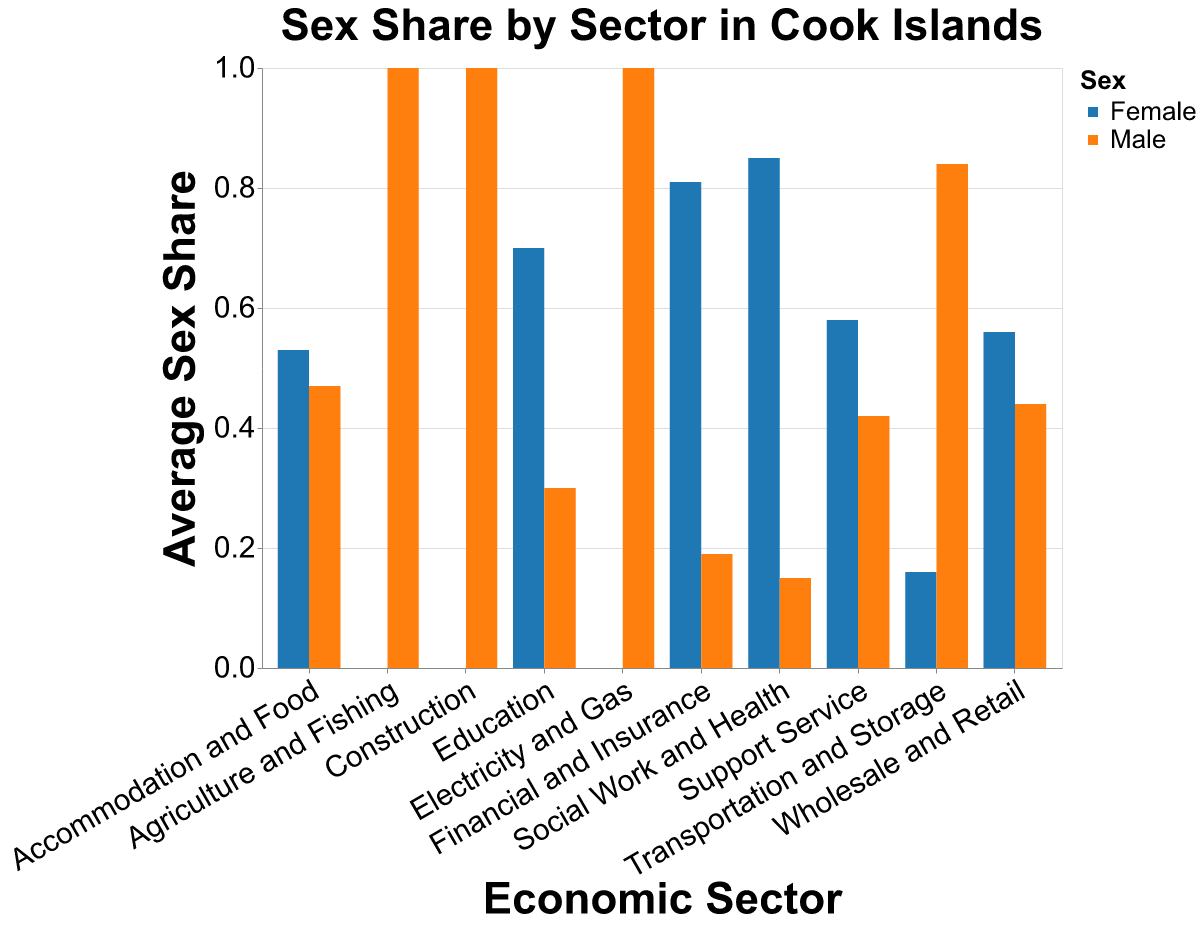 Sex Share by Sector in Cook Islands
Sex
Female
Male
Average Sex Share
1.0
0.8
0.6
0.4
0.2
0.0
Accommodation and Food
Agriculture and Fishing
Construction
Education
Electricity and Gas
Financial and Insurance
Social Work and Health
Support Service
Transportation and Storage
Wholesale and Retail
Economic Sector